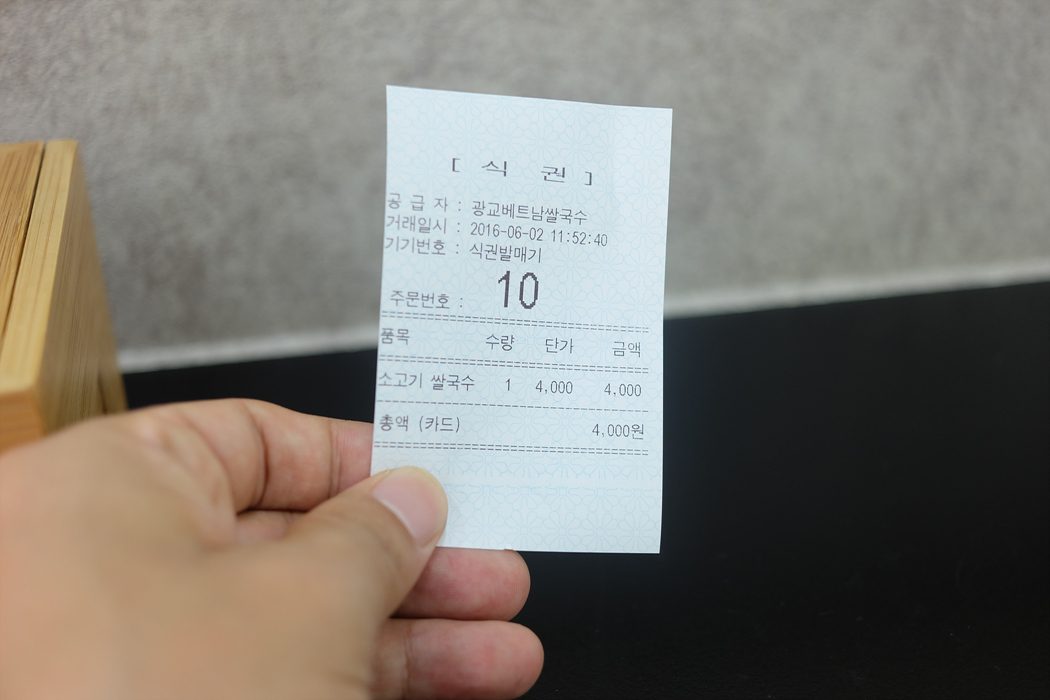 [ 식 권 ]
공 급 자 : 광교베트남쌀국수
거래일시 : 2016-06-02 11:52:40
기기번호 : 식권발매기
주문번호 : 10
품목 수량 단가 금액
소고기 쌀국수 1 4,000 4,000
총액 (카드) 4,000원